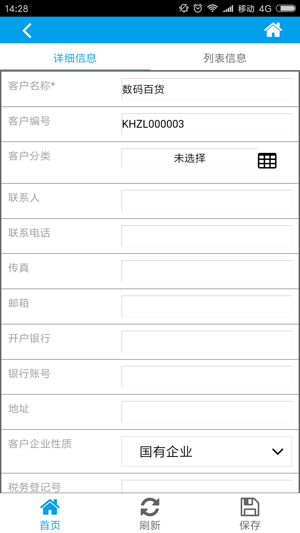 14:28 移动 4G
详细信息 列表信息
客户名称* 数码百货
客户编号 KHZL000003
客户分类 未选择
联系人
联系电话
传真
邮箱
开户银行
银行账号
地址
客户企业性质 国有企业
税务登记号
首页 刷新 保存